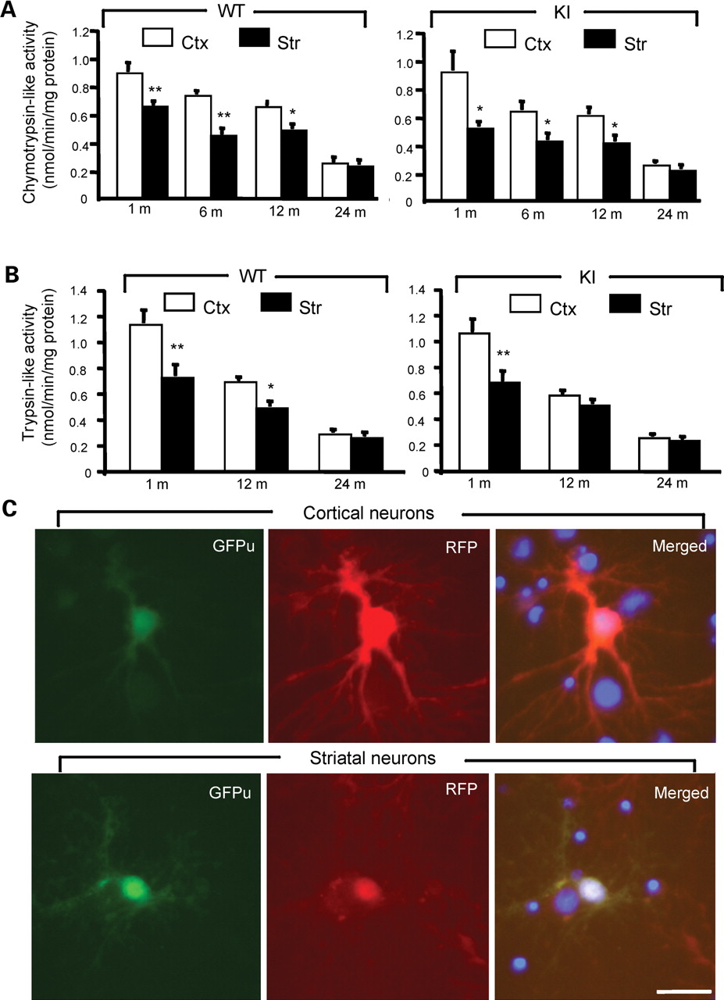 A
WT
KI
Chymotrypsin-like activity
(nmol/min/mg protein)
1.2
1.0
0.8
0.6
0.4
0.2
0
Ctx
Str
**
**
*
1 m
6 m
12 m
24 m
1.2
1.0
0.8
0.6
0.4
0.2
0
Ctx
Str
*
*
*
1 m
6 m
12 m
24 m
B
WT
KI
Trypsin-like activity
(nmol/min/mg protein)
1.4
1.2
1.0
0.8
0.6
0.4
0.2
0
Ctx
Str
**
*
1 m
12 m
24 m
1.4
1.2
1.0
0.8
0.6
0.4
0.2
0
Ctx
Str
**
1 m
12 m
24 m
C
Cortical neurons
GFPu
RFP
Merged
Striatal neurons
GFPu
RFP
Merged